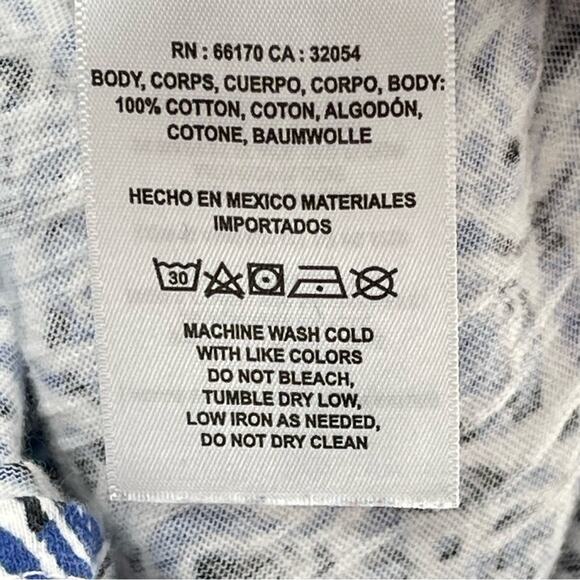 RN : 66170 CA : 32054
BODY, CORPS, CUERPO, CORPO, BODY:
100% COTTON, COTON, ALGODÓN,
COTONE, BAUMWOLLE
HECHO EN MEXICO MATERIALES
IMPORTADOS
30
MACHINE WASH COLD
WITH LIKE COLORS
DO NOT BLEACH,
TUMBLE DRY LOW,
LOW IRON AS NEEDED,
DO NOT DRY CLEAN